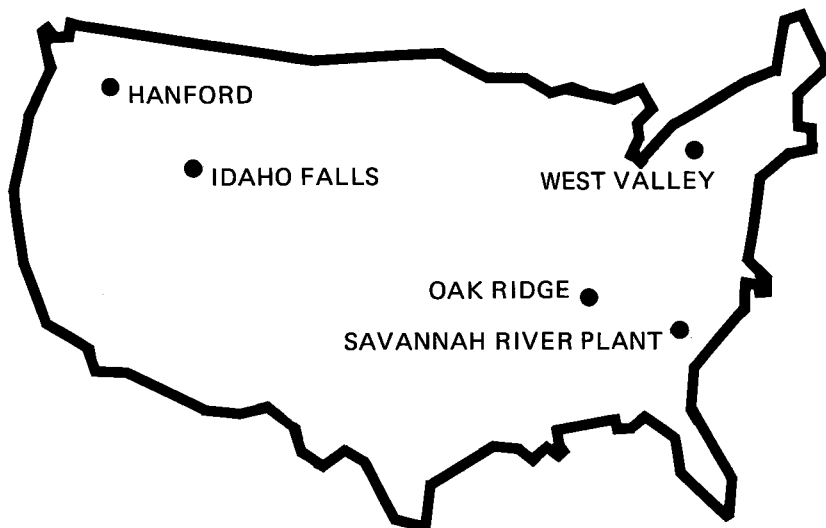 HANFORD
IDAHO FALLS
WEST VALLEY
OAK RIDGE
SAVANNAH RIVER PLANT